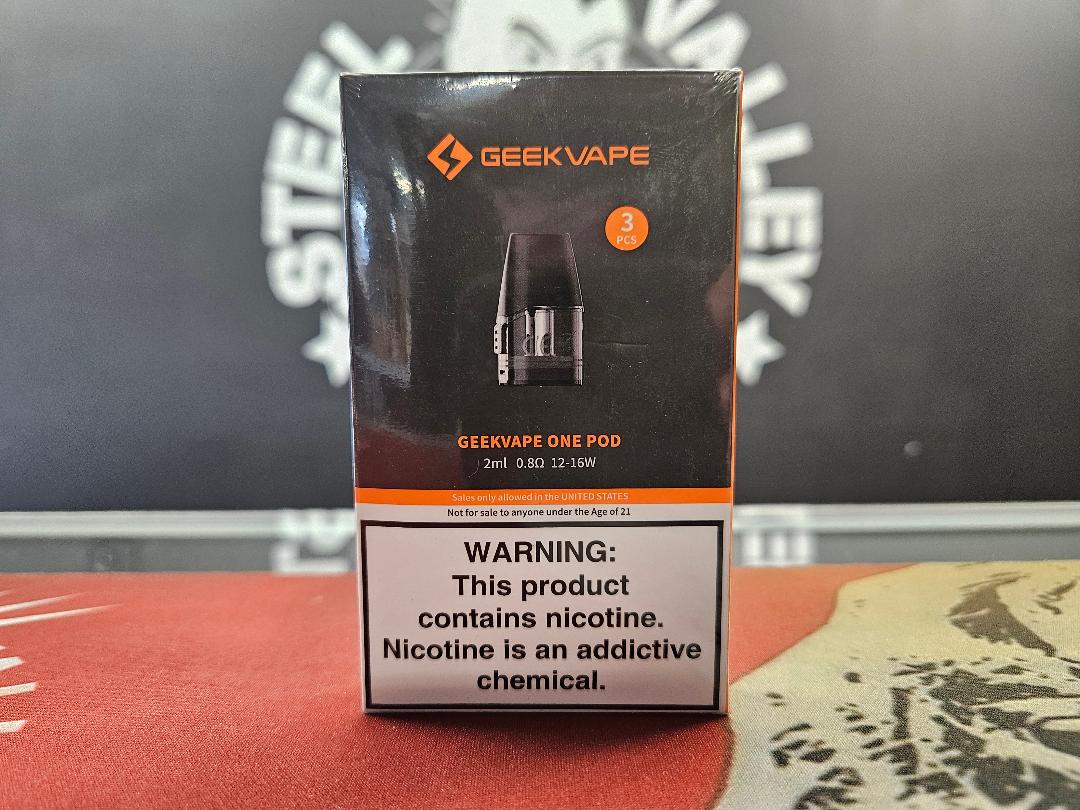 STEEL VALLEY
GEEKVAPE
3
PCS
GEEKVAPE ONE POD
2ml 0.8Ω 12-16W
Sales only allowed in the UNITED STATES
Not for sale to anyone under the Age of 21
WARNING:
This product
contains nicotine.
Nicotine is an addictive
chemical.